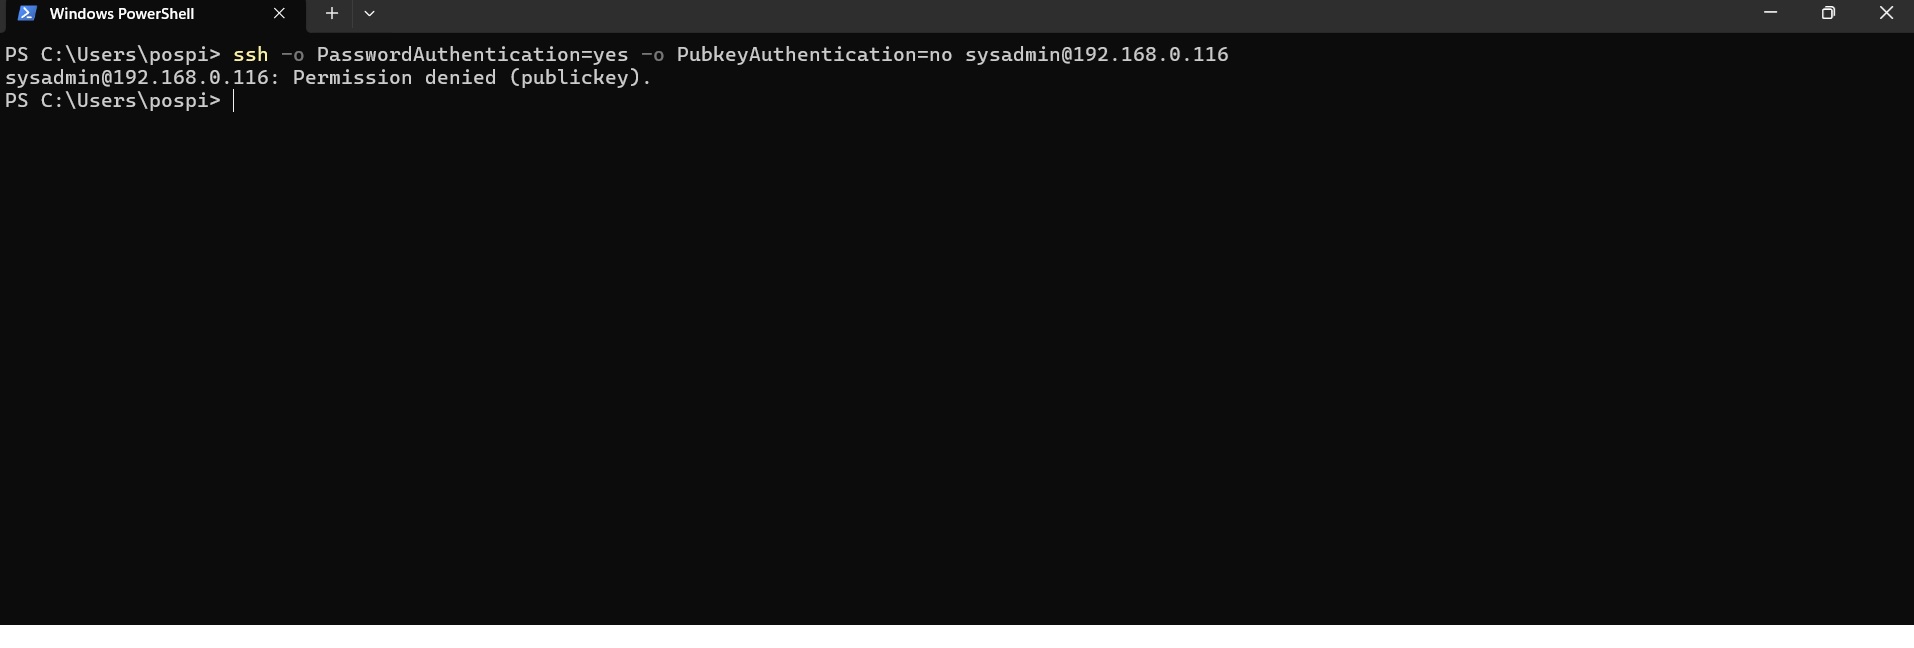 Windows PowerShell
PS C:\Users\pospi> ssh -o PasswordAuthentication=yes -o PubkeyAuthentication=no sysadmin@192.168.0.116
sysadmin@192.168.0.116: Permission denied (publickey).
PS C:\Users\pospi>